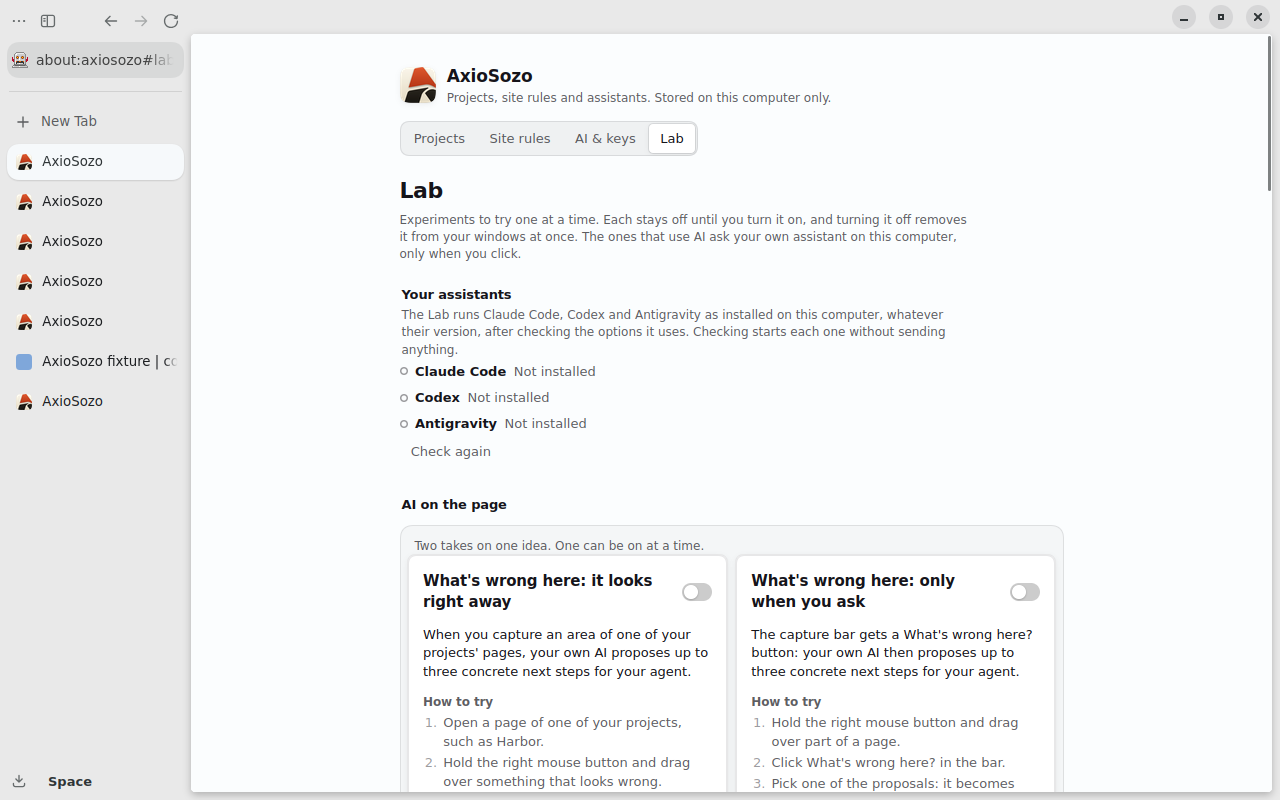 about:axiosozo#lab
New Tab
AxioSozo
AxioSozo
AxioSozo
AxioSozo
AxioSozo
AxioSozo fixture | co
AxioSozo
Space
AxioSozo
Projects, site rules and assistants. Stored on this computer only.
Projects
Site rules
AI & keys
Lab
Lab
Experiments to try one at a time. Each stays off until you turn it on, and turning it off removes
it from your windows at once. The ones that use AI ask your own assistant on this computer,
only when you click.
Your assistants
The Lab runs Claude Code, Codex and Antigravity as installed on this computer, whatever
their version, after checking the options it uses. Checking starts each one without sending
anything.
Claude Code Not installed
Codex Not installed
Antigravity Not installed
Check again
AI on the page
Two takes on one idea. One can be on at a time.
What's wrong here: it looks
right away
When you capture an area of one of your
projects' pages, your own AI proposes up to
three concrete next steps for your agent.
How to try
1. Open a page of one of your projects,
such as Harbor.
2. Hold the right mouse button and drag
over something that looks wrong.
What's wrong here: only
when you ask
The capture bar gets a What's wrong here?
button: your own AI then proposes up to
three concrete next steps for your agent.
How to try
1. Hold the right mouse button and drag
over part of a page.
2. Click What's wrong here? in the bar.
3. Pick one of the proposals: it becomes